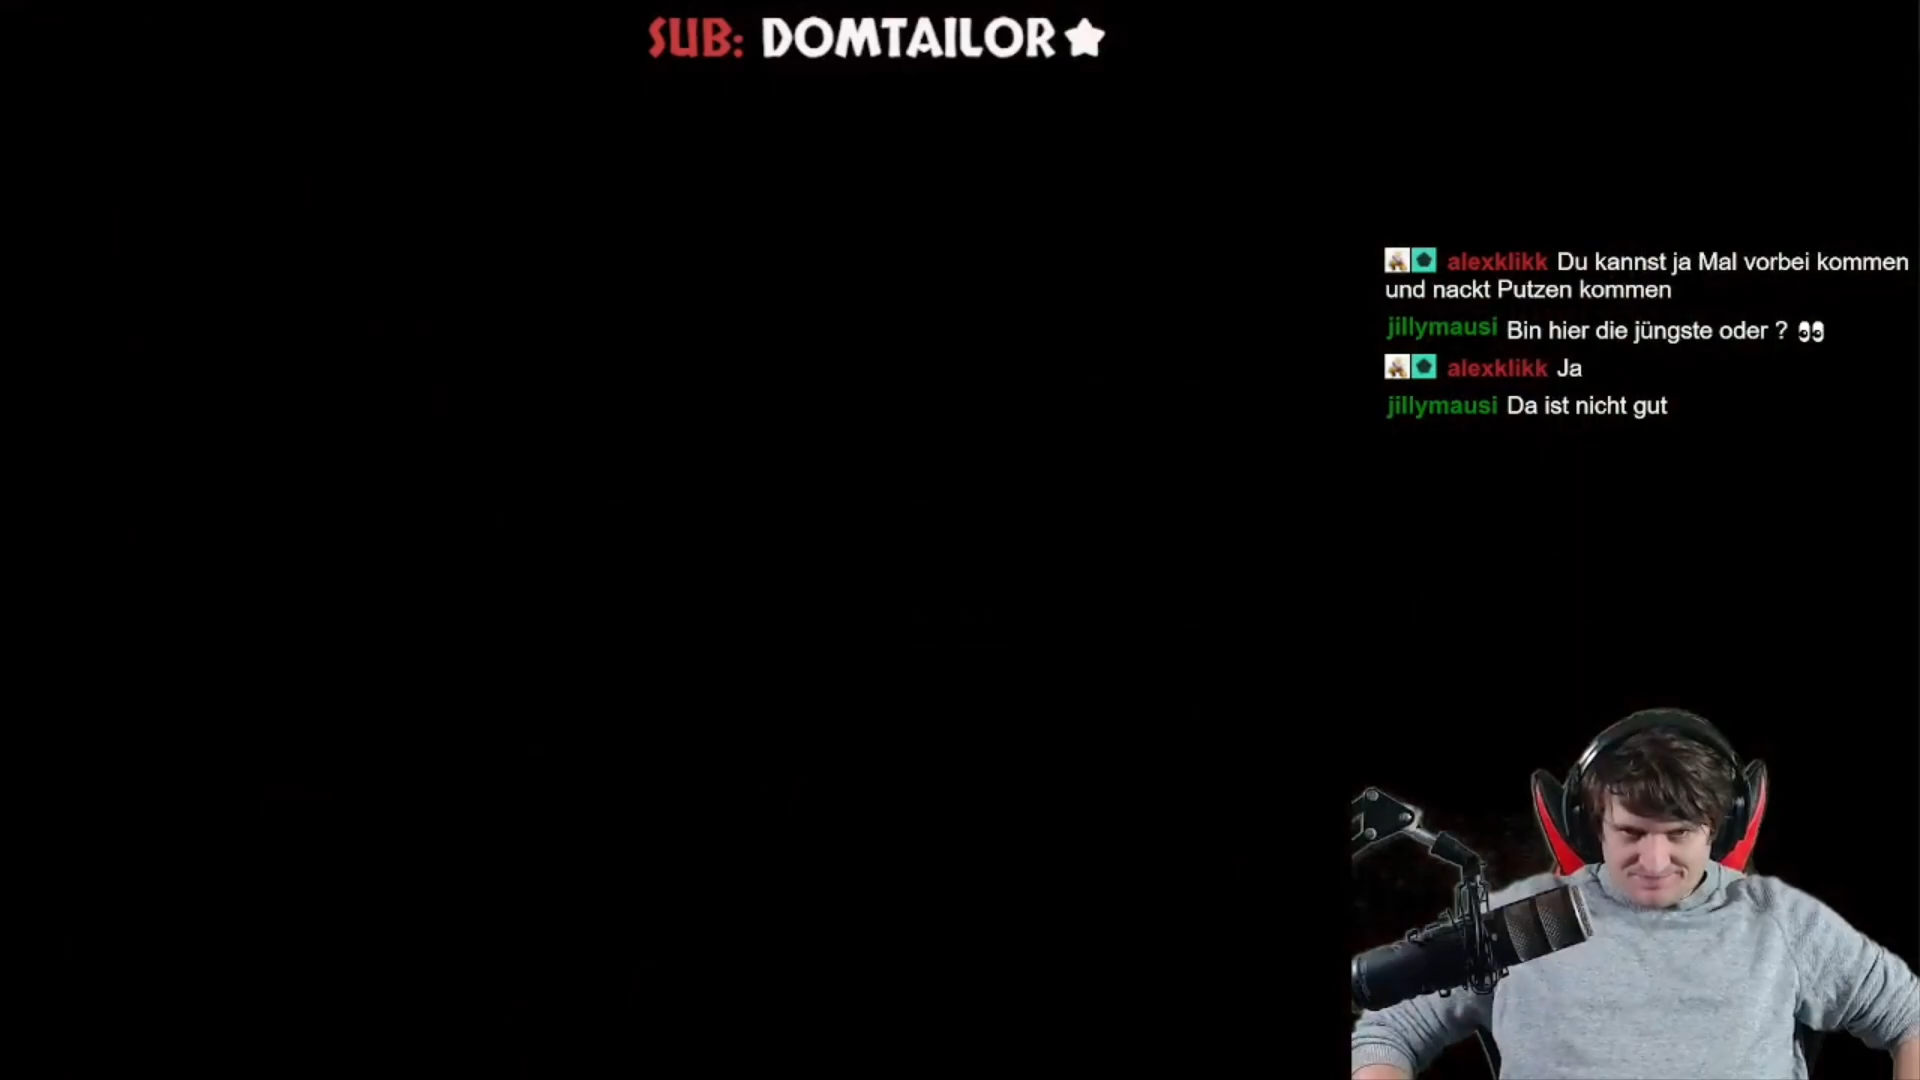 SUB: DOMTAILOR
alexklikk Du kannst ja Mal vorbei kommen
und nackt Putzen kommen
jillymausi Bin hier die jüngste oder ? 👀
alexklikk Ja
jillymausi Da ist nicht gut